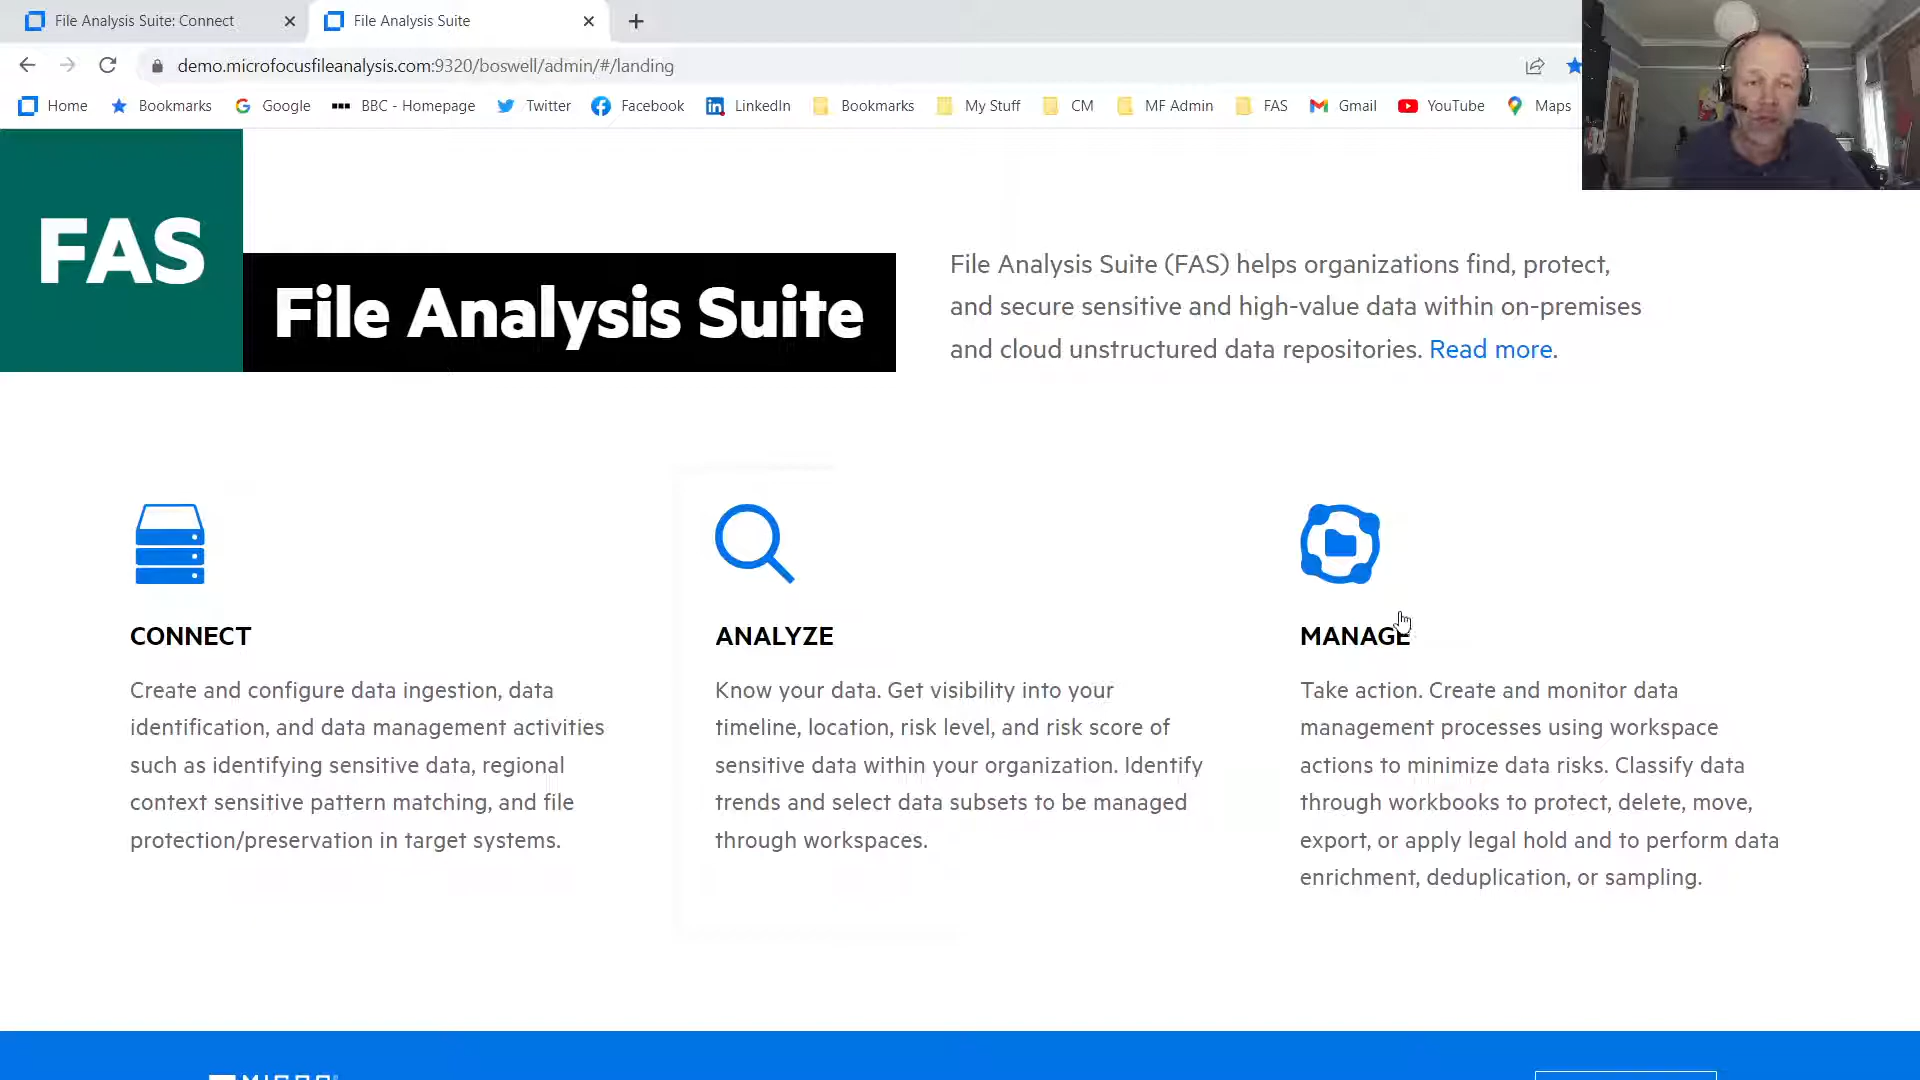 File Analysis Suite: Connect
File Analysis Suite
demo.microfocusfileanalysis.com:9320/boswell/admin/#/landing
Home
Bookmarks
Google
BBC - Homepage
Twitter
Facebook
LinkedIn
Bookmarks
My Stuff
CM
MF Admin
FAS
Gmail
YouTube
Maps
FAS
File Analysis Suite
File Analysis Suite (FAS) helps organizations find, protect,
and secure sensitive and high-value data within on-premises
and cloud unstructured data repositories. Read more.
CONNECT
Create and configure data ingestion, data
identification, and data management activities
such as identifying sensitive data, regional
context sensitive pattern matching, and file
protection/preservation in target systems.
ANALYZE
Know your data. Get visibility into your
timeline, location, risk level, and risk score of
sensitive data within your organization. Identify
trends and select data subsets to be managed
through workspaces.
MANAGE
Take action. Create and monitor data
management processes using workspace
actions to minimize data risks. Classify data
through workbooks to protect, delete, move,
export, or apply legal hold and to perform data
enrichment, deduplication, or sampling.